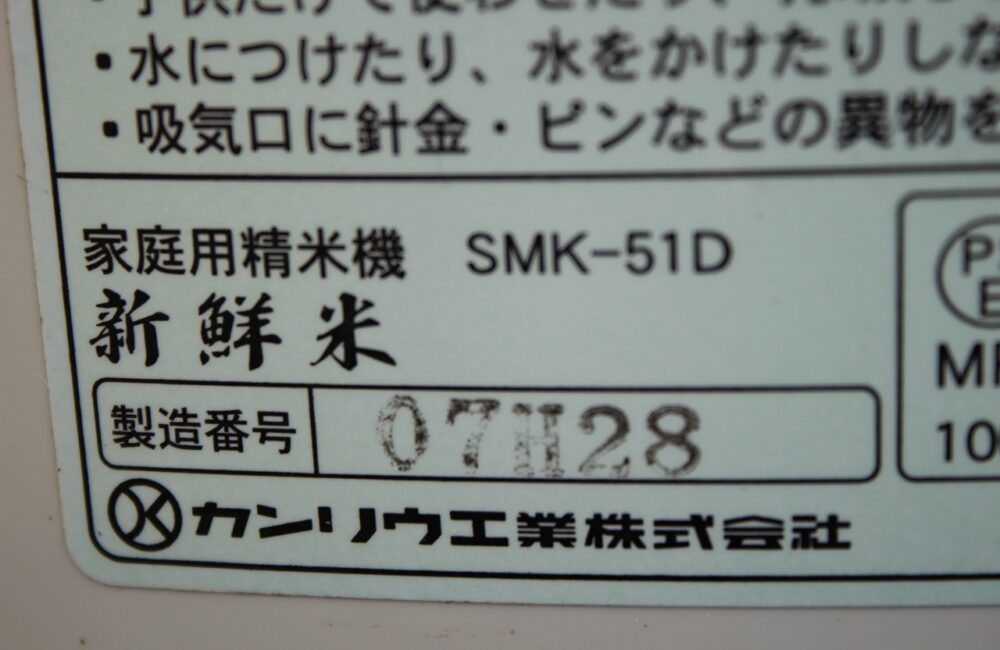 ・水につけたり、水をかけたりしな
・吸気口に針金・ピンなどの異物を
家庭用精米機 SMK-51D
新鮮米
製造番号 07H28
カンリウ工業株式会社
PS
E
10